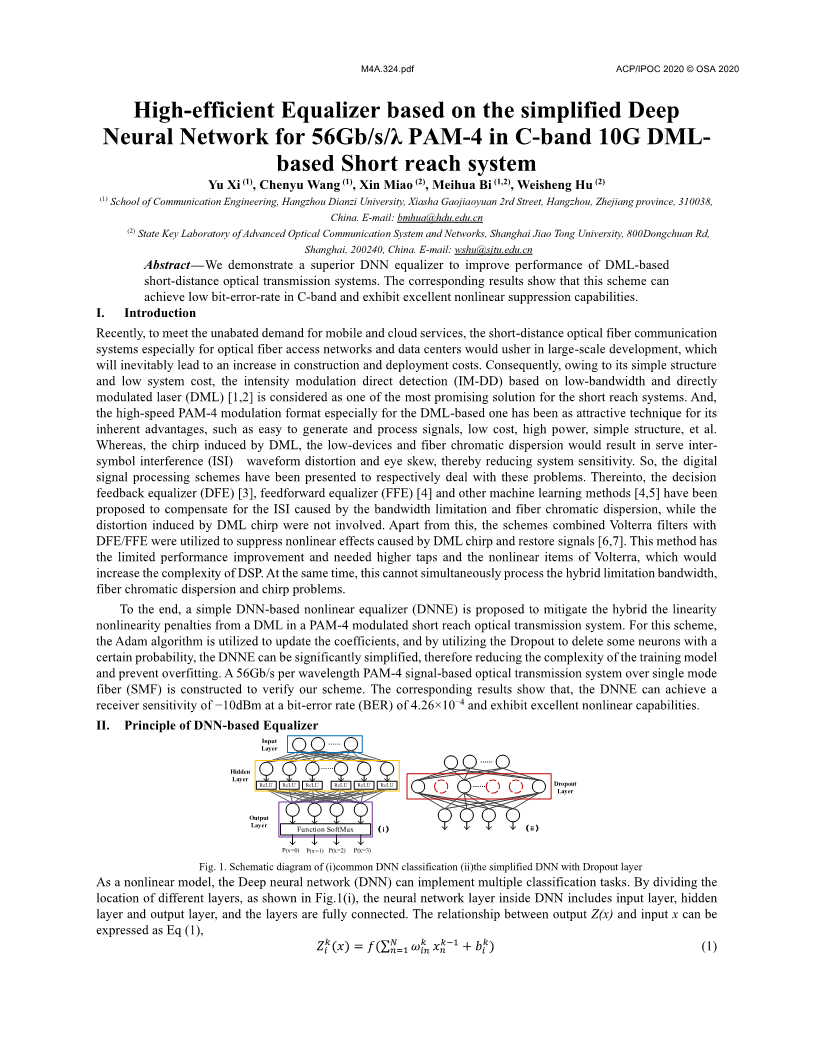 M4A.324.pdf ACP/IPOC 2020 © OSA 2020
High-efficient Equalizer based on the simplified Deep
Neural Network for 56Gb/s/λ PAM-4 in C-band 10G DML-
based Short reach system
Yu Xi (1), Chenyu Wang (1), Xin Miao (2), Meihua Bi (1,2), Weisheng Hu (2)
(1) School of Communication Engineering, Hangzhou Dianzi University, Xiasha Gaojiaoyuan 2rd Street, Hangzhou, Zhejiang province, 310038,
China. E-mail: bmhua@hdu.edu.cn
(2) State Key Laboratory of Advanced Optical Communication System and Networks, Shanghai Jiao Tong University, 800Dongchuan Rd,
Shanghai, 200240, China. E-mail: wshu@sjtu.edu.cn
Abstract—We demonstrate a superior DNN equalizer to improve performance of DML-based
short-distance optical transmission systems. The corresponding results show that this scheme can
achieve low bit-error-rate in C-band and exhibit excellent nonlinear suppression capabilities.
I. Introduction
Recently, to meet the unabated demand for mobile and cloud services, the short-distance optical fiber communication
systems especially for optical fiber access networks and data centers would usher in large-scale development, which
will inevitably lead to an increase in construction and deployment costs. Consequently, owing to its simple structure
and low system cost, the intensity modulation direct detection (IM-DD) based on low-bandwidth and directly
modulated laser (DML) [1,2] is considered as one of the most promising solution for the short reach systems. And,
the high-speed PAM-4 modulation format especially for the DML-based one has been as attractive technique for its
inherent advantages, such as easy to generate and process signals, low cost, high power, simple structure, et al.
Whereas, the chirp induced by DML, the low-devices and fiber chromatic dispersion would result in serve inter-
symbol interference (ISI) waveform distortion and eye skew, thereby reducing system sensitivity. So, the digital
signal processing schemes have been presented to respectively deal with these problems. Thereinto, the decision
feedback equalizer (DFE) [3], feedforward equalizer (FFE) [4] and other machine learning methods [4,5] have been
proposed to compensate for the ISI caused by the bandwidth limitation and fiber chromatic dispersion, while the
distortion induced by DML chirp were not involved. Apart from this, the schemes combined Volterra filters with
DFE/FFE were utilized to suppress nonlinear effects caused by DML chirp and restore signals [6,7]. This method has
the limited performance improvement and needed higher taps and the nonlinear items of Volterra, which would
increase the complexity of DSP. At the same time, this cannot simultaneously process the hybrid limitation bandwidth,
fiber chromatic dispersion and chirp problems.
To the end, a simple DNN-based nonlinear equalizer (DNNE) is proposed to mitigate the hybrid the linearity
nonlinearity penalties from a DML in a PAM-4 modulated short reach optical transmission system. For this scheme,
the Adam algorithm is utilized to update the coefficients, and by utilizing the Dropout to delete some neurons with a
certain probability, the DNNE can be significantly simplified, therefore reducing the complexity of the training model
and prevent overfitting. A 56Gb/s per wavelength PAM-4 signal-based optical transmission system over single mode
fiber (SMF) is constructed to verify our scheme. The corresponding results show that, the DNNE can achieve a
receiver sensitivity of −10dBm at a bit-error rate (BER) of 4.26×10⁻⁴ and exhibit excellent nonlinear capabilities.
II. Principle of DNN-based Equalizer
Input
Layer
......
Hidden
Layer
......
ReLU ReLU ReLU ReLU ReLU ReLU
Output
Layer
Function SoftMax
(i)
P(x=0) P(x=1) P(x=2) P(x=3)
......
......
Dropout
Layer
(ii)
Fig. 1. Schematic diagram of (i)common DNN classification (ii)the simplified DNN with Dropout layer
As a nonlinear model, the Deep neural network (DNN) can implement multiple classification tasks. By dividing the
location of different layers, as shown in Fig.1(i), the neural network layer inside DNN includes input layer, hidden
layer and output layer, and the layers are fully connected. The relationship between output Z(x) and input x can be
expressed as Eq (1),
Z_i^k(x) = f(∑_{n=1}^N ω_{in}^k x_n^{k−1} + b_i^k) (1)